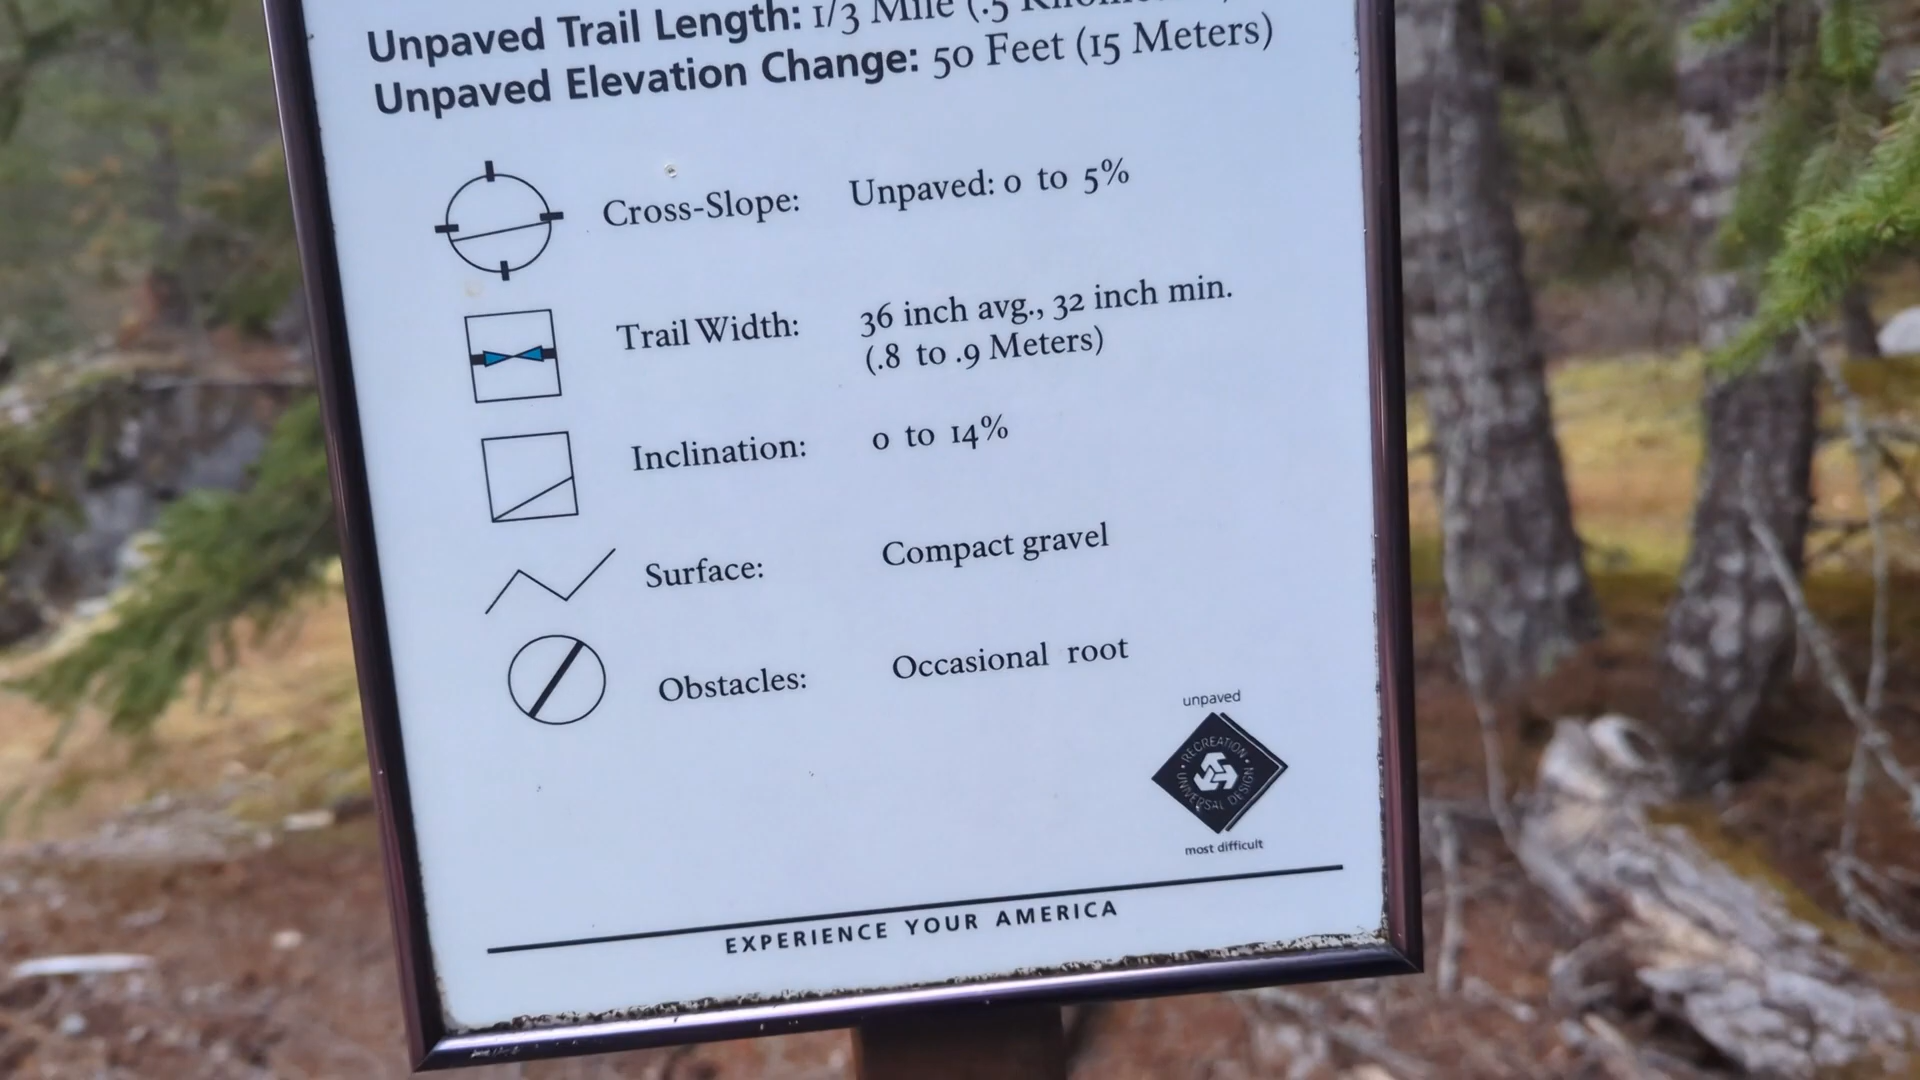 Unpaved Trail Length: 1/3 Mile (.5
Unpaved Elevation Change: 50 Feet (15 Meters)
Cross-Slope: Unpaved: 0 to 5%
Trail Width: 36 inch avg., 32 inch min.
(.8 to .9 Meters)
Inclination: 0 to 14%
Surface: Compact gravel
Obstacles: Occasional root
unpaved
• RECREATION •
UNIVERSAL DESIGN
most difficult
EXPERIENCE YOUR AMERICA